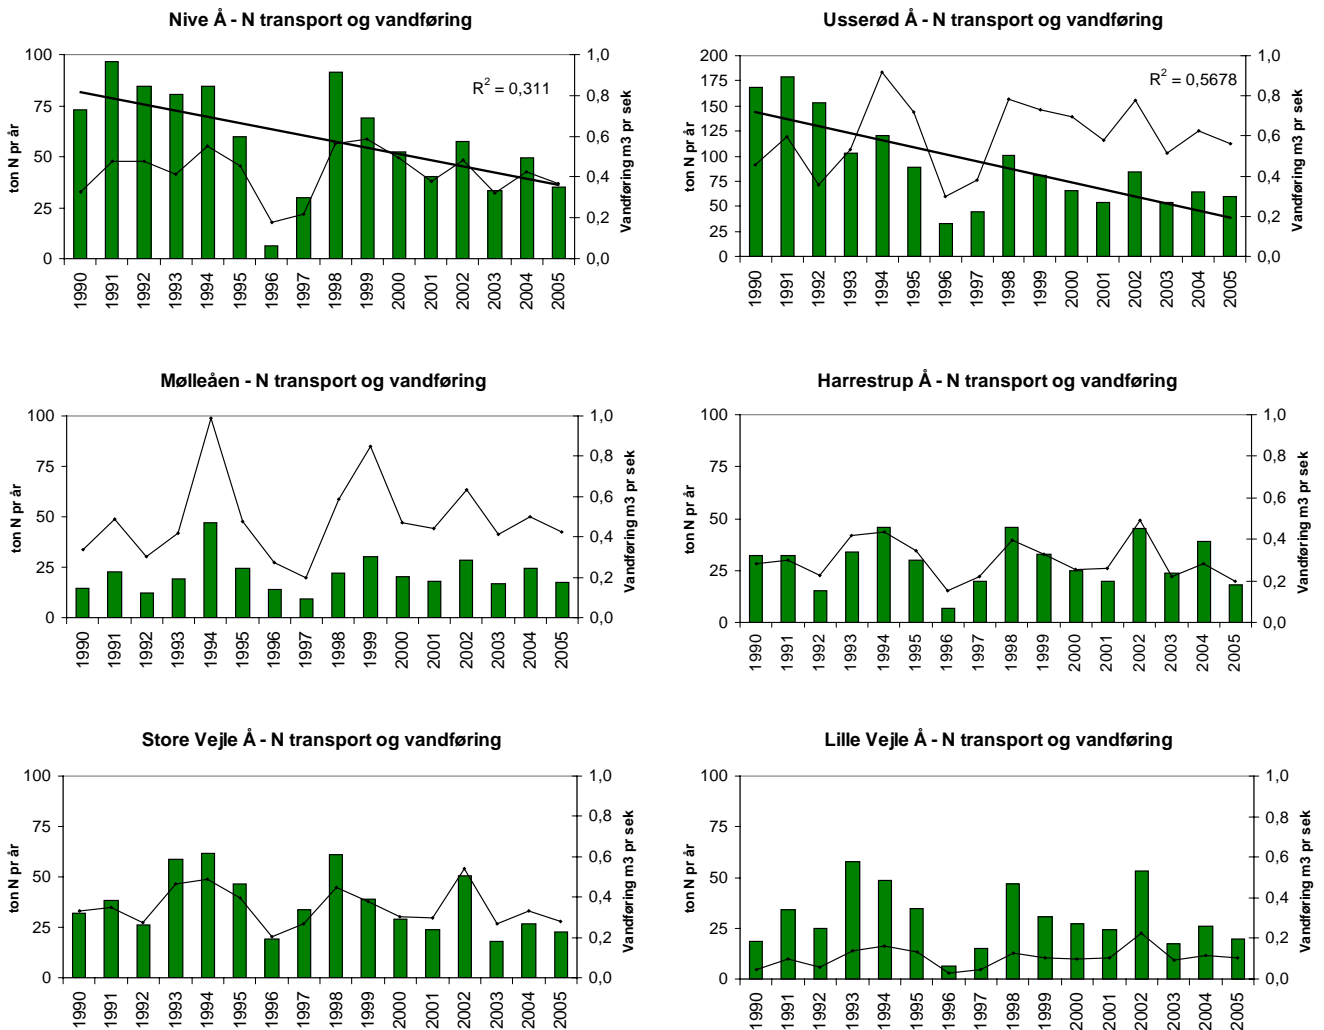 Nive Å - N transport og vandføring
100
75
50
25
0
ton N pr år
1,0
0,8
0,6
0,4
0,2
0,0
Vandføring m3 pr sek
R2 = 0,311
1990 1991 1992 1993 1994 1995 1996 1997 1998 1999 2000 2001 2002 2003 2004 2005
Usserød Å - N transport og vandføring
200
175
150
125
100
75
50
25
0
ton N pr år
1,0
0,8
0,6
0,4
0,2
0,0
Vandføring m3 pr sek
R2 = 0,5678
1990 1991 1992 1993 1994 1995 1996 1997 1998 1999 2000 2001 2002 2003 2004 2005
Mølleåen - N transport og vandføring
100
75
50
25
0
ton N pr år
1,0
0,8
0,6
0,4
0,2
0,0
Vandføring m3 pr sek
1990 1991 1992 1993 1994 1995 1996 1997 1998 1999 2000 2001 2002 2003 2004 2005
Harrestrup Å - N transport og vandføring
100
75
50
25
0
ton N pr år
1,0
0,8
0,6
0,4
0,2
0,0
Vandføring m3 pr sek
1990 1991 1992 1993 1994 1995 1996 1997 1998 1999 2000 2001 2002 2003 2004 2005
Store Vejle Å - N transport og vandføring
100
75
50
25
0
ton N pr år
1,0
0,8
0,6
0,4
0,2
0,0
Vandføring m3 pr sek
1990 1991 1992 1993 1994 1995 1996 1997 1998 1999 2000 2001 2002 2003 2004 2005
Lille Vejle Å - N transport og vandføring
100
75
50
25
0
ton N pr år
1,0
0,8
0,6
0,4
0,2
0,0
Vandføring m3 pr sek
1990 1991 1992 1993 1994 1995 1996 1997 1998 1999 2000 2001 2002 2003 2004 2005